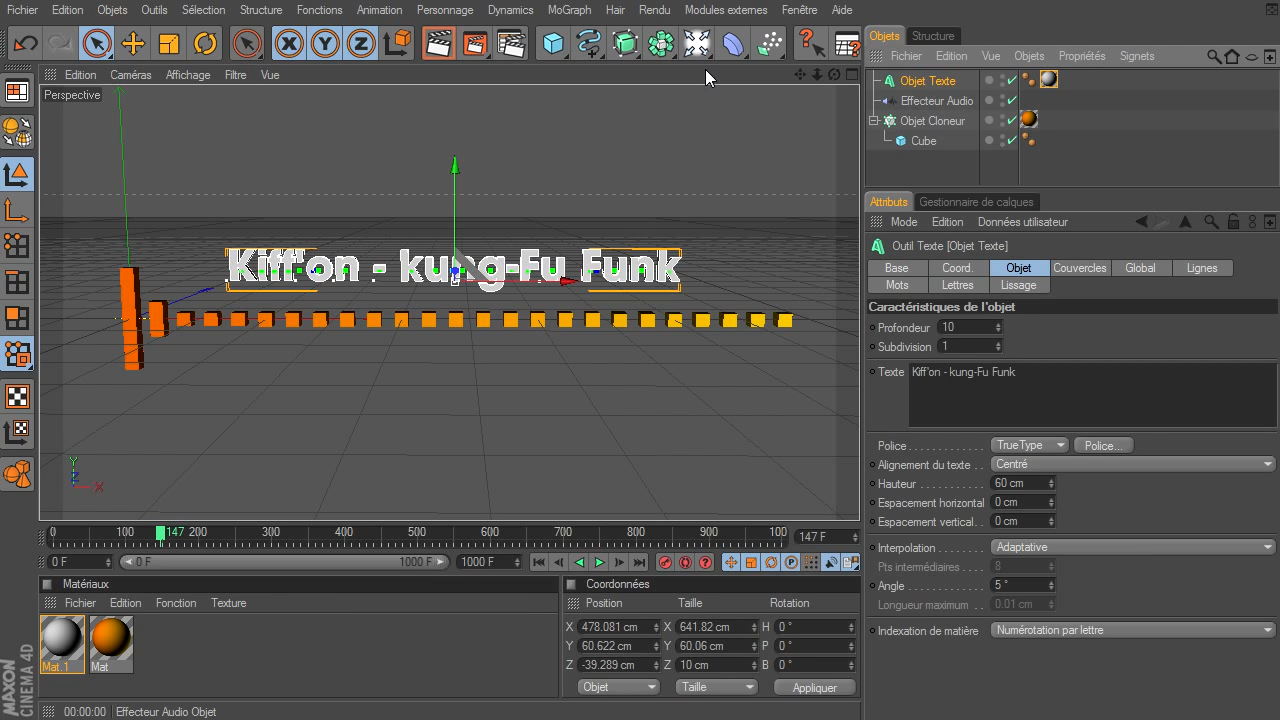 Fichier Edition Objets Outils Sélection Structure Fonctions Animation Personnage Dynamics MoGraph Hair Rendu Modules externes Fenêtre Aide
Objets Structure
Fichier Edition Vue Objets Propriétés Signets
Edition Caméras Affichage Filtre Vue
Perspective
Objet Texte
Effecteur Audio
Objet Cloneur
Cube
Kiff'on - kung-Fu Funk
Y
Z X
Attributs Gestionnaire de calques
Mode Edition Données utilisateur
Outil Texte [Objet Texte]
Base Coord. Objet Couvercles Global Lignes
Mobots Lettres Lissage
Caractéristiques de l'objet
Profondeur 10
Subdivision 1
Texte Kiff'on - kung-Fu Funk
Police TrueType Police...
Alignement du texte Centré
Hauteur 60 cm
Espacement horizontal 0 cm
Espacement vertical 0 cm
Interpolation Adaptative
Pts intermédiaires 8
Angle 5 °
Longueur maximum 0.01 cm
Indexation de matière Numérotation par lettre
0 100 147 200 300 400 500 600 700 800 900 100 147 F
0 F 0 F 1000 F 1000 F
Matériaux
Fichier Edition Fonction Texture
Mat.1 Mat
Coordonnées
Position Taille Rotation
X 478.081 cm X 641.82 cm H 0 °
Y 60.622 cm Y 60.06 cm P 0 °
Z -39.289 cm Z 10 cm B 0 °
Objet Taille Appliquer
MAXON
CINEMA 4D
00:00:00 Effecteur Audio Objet